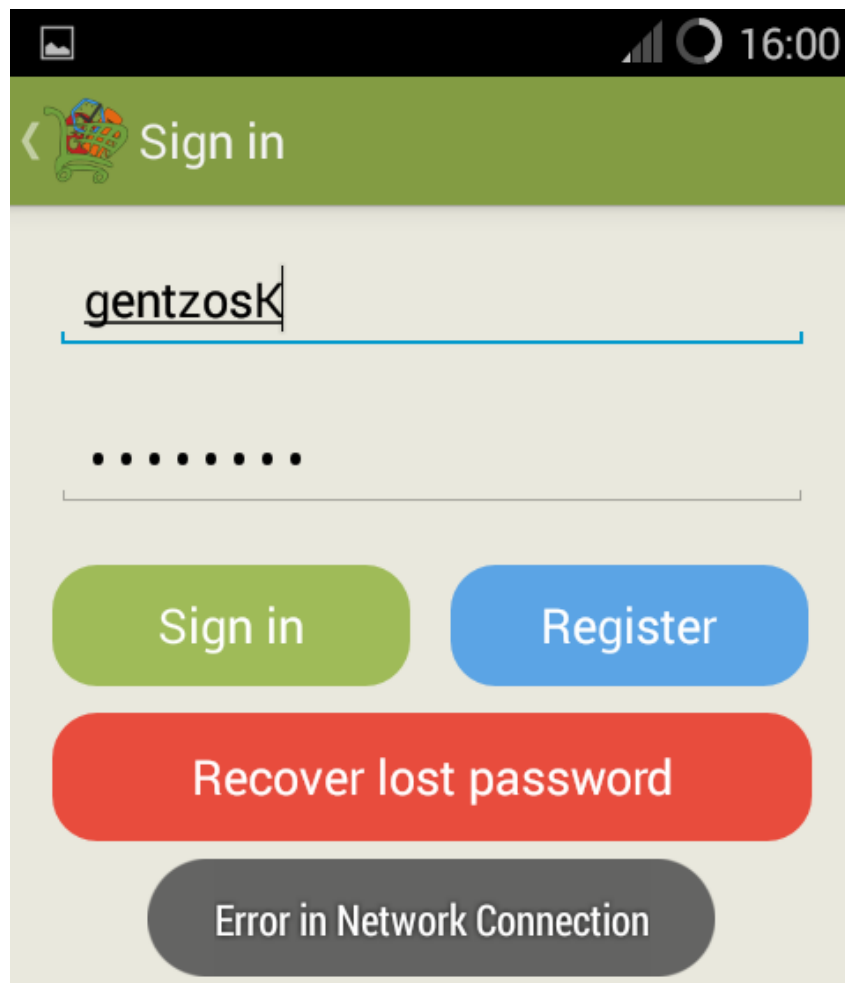 16:00
Sign in
gentzosK
••••••••
Sign in Register
Recover lost password
Error in Network Connection